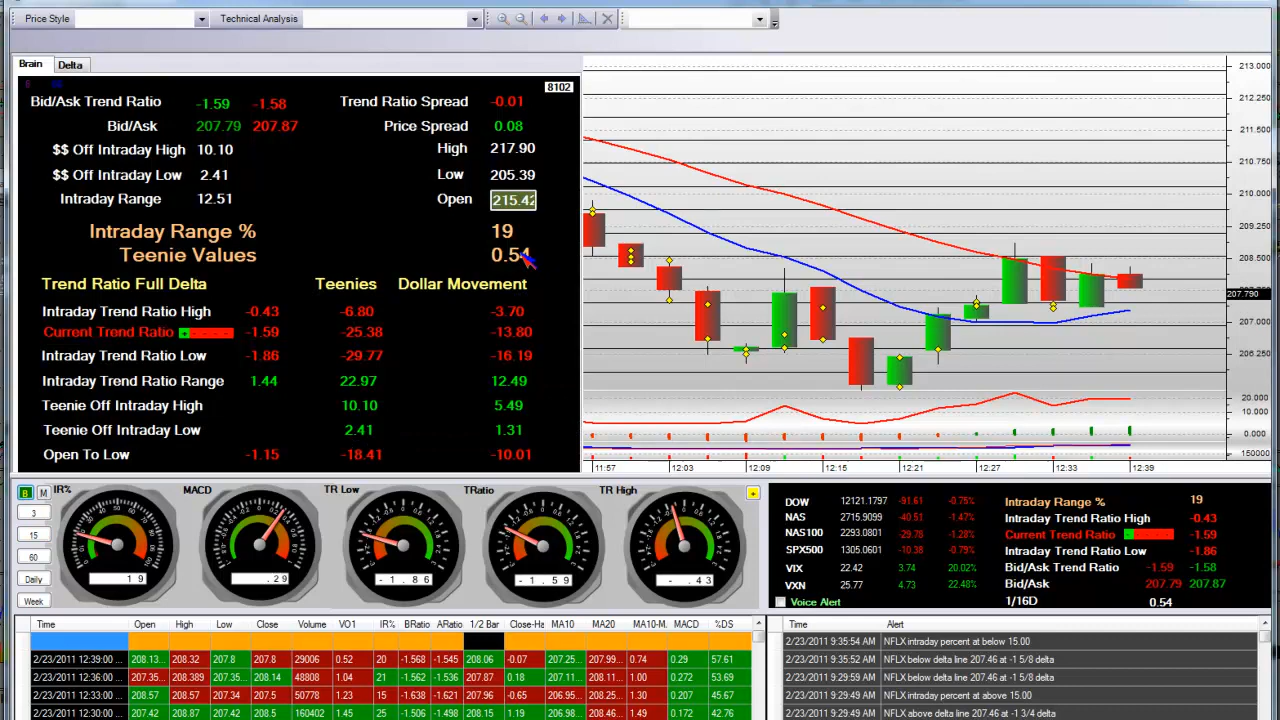 Price Style
Technical Analysis
Brain Delta
8102
Bid/Ask Trend Ratio -1.59 -1.58 Trend Ratio Spread -0.01
Bid/Ask 207.79 207.87 Price Spread 0.08
$$ Off Intraday High 10.10 High 217.90
$$ Off Intraday Low 2.41 Low 205.39
Intraday Range 12.51 Open 215.42
Intraday Range % 19
Teenie Values 0.54
Trend Ratio Full Delta Teenies Dollar Movement
Intraday Trend Ratio High -0.43 -6.80 -3.70
Current Trend Ratio -1.59 -25.38 -13.80
Intraday Trend Ratio Low -1.86 -29.77 -16.19
Intraday Trend Ratio Range 1.44 22.97 12.49
Teenie Off Intraday High 10.10 5.49
Teenie Off Intraday Low 2.41 1.31
Open To Low -1.15 -18.41 -10.01
213.000
212.250
211.500
210.750
210.000
209.250
208.500
207.790
207.000
206.250
20.000
10.000
0.000
150000
11:57 12:03 12:09 12:15 12:21 12:27 12:33 12:39
B M IR% MACD TR Low TRatio TR High
3
15
60
Daily
Week
19 .29 -1.86 -1.59 -.43
DOW 12121.1797 -91.61 -0.75%
NAS 2715.9099 -40.51 -1.47%
NAS100 2293.0801 -29.76 -1.28%
SPX500 1305.0601 -10.38 -0.79%
VIX 22.42 3.74 20.02%
VXN 25.77 4.73 22.48%
Voice Alert
Intraday Range % 19
Intraday Trend Ratio High -0.43
Current Trend Ratio -1.59
Intraday Trend Ratio Low -1.86
Bid/Ask Trend Ratio -1.59 -1.58
Bid/Ask 207.79 207.87
1/16D 0.54
Time Open High Low Close Volume VO1 IR% BRatio ARatio 1/2 Bar Close-Ha MA10 MA20 MA10-M. MACD %DS
2/23/2011 12:39:00 ... 208.13... 208.32 207.8 207.8 29006 0.52 20 -1.568 -1.545 208.06 -0.07 207.25... 207.99... 0.74 0.29 57.61
2/23/2011 12:36:00 ... 207.35... 208.389 207.35... 208.14 48808 1.04 21 -1.562 -1.536 207.87 0.18 207.11... 208.11... 1.00 0.272 53.69
2/23/2011 12:33:00 ... 208.57 208.57 207.34 207.5 50778 1.23 15 -1.638 -1.621 207.96 -0.65 206.95... 208.25... 1.30 0.207 45.67
2/23/2011 12:30:00 ... 207.42 208.87 207.42 208.5 160402 1.45 25 -1.506 -1.498 208.15 1.19 206.98... 208.46... 1.49 0.172 42.76
Time Alert
2/23/2011 9:35:54 AM NFLX intraday percent at below 15.00
2/23/2011 9:35:52 AM NFLX below delta line 207.46 at -1 5/8 delta
2/23/2011 9:29:59 AM NFLX below delta line 207.46 at -1 5/8 delta
2/23/2011 9:29:49 AM NFLX intraday percent at above 15.00
2/23/2011 9:29:49 AM NFLX above delta line 207.46 at -1 3/4 delta